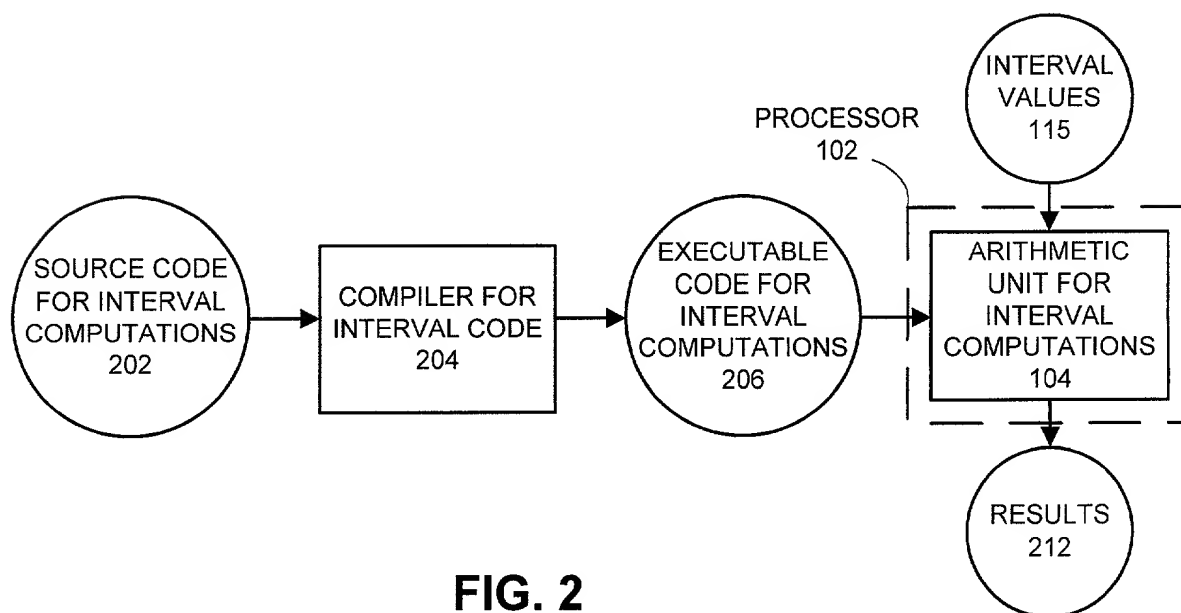 INTERVAL
VALUES
115
PROCESSOR
102
SOURCE CODE
FOR INTERVAL
COMPUTATIONS
202
COMPILER FOR
INTERVAL CODE
204
EXECUTABLE
CODE FOR
INTERVAL
COMPUTATIONS
206
ARITHMETIC
UNIT FOR
INTERVAL
COMPUTATIONS
104
RESULTS
212
FIG. 2